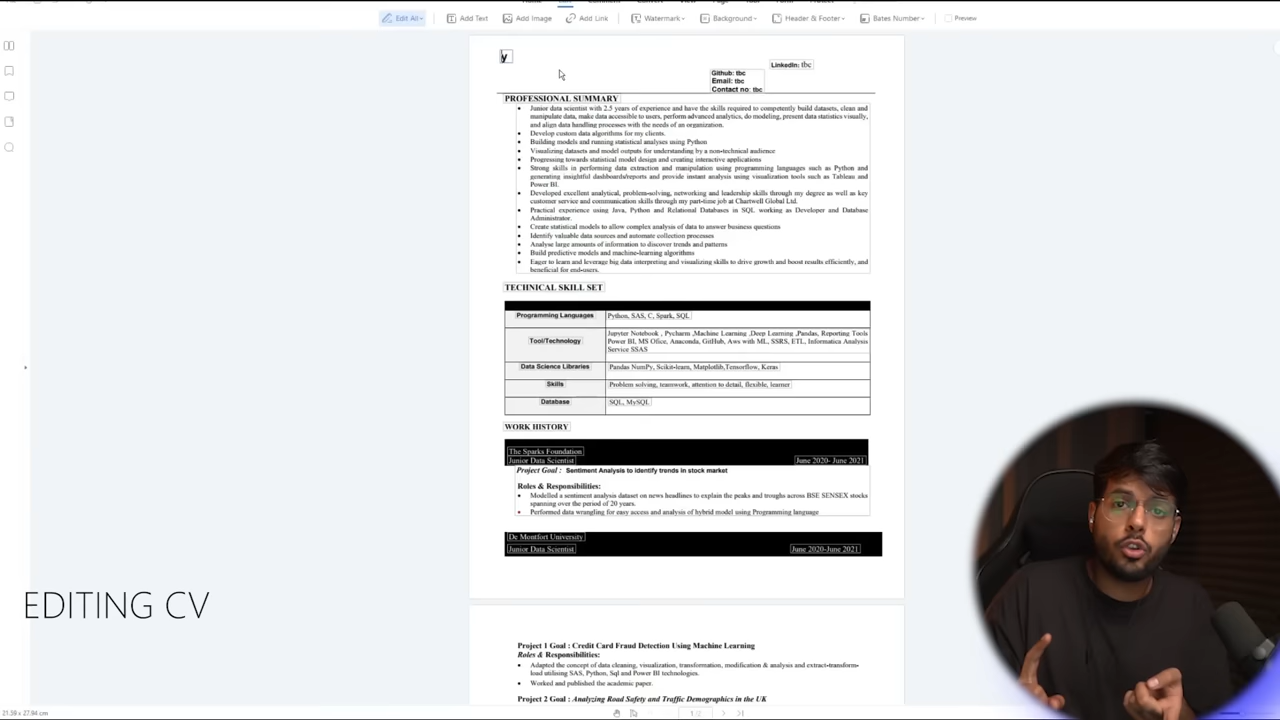 Edit All
Add Text
Add Image
Add Link
Watermark
Background
Header & Footer
Bates Number
Preview
y
LinkedIn: tbc
Github: tbc
Email: tbc
Contact no: tbc
PROFESSIONAL SUMMARY
Junior data scientist with 2.5 years of experience and have the skills required to competently build datasets, clean and
manipulate data, make data accessible to users, perform advanced analytics, do modeling, present data statistics visually,
and align data handling processes with the needs of an organization.
Develop custom data algorithms for my clients.
Building models and running statistical analyses using Python
Visualizing datasets and model outputs for understanding by a non-technical audience
Progressing towards statistical model design and creating interactive applications
Strong skills in performing data extraction and manipulation using programming languages such as Python and
generating insightful dashboards/reports and provide instant analysis using visualization tools such as Tableau and
Power BI.
Developed excellent analytical, problem-solving, networking and leadership skills through my degree as well as key
customer service and communication skills through my part-time job at Chartwell Global Ltd.
Practical experience using Java, Python and Relational Databases in SQL working as Developer and Database
Administrator.
Create statistical models to allow complex analysis of data to answer business questions
Identify valuable data sources and automate collection processes
Analyse large amounts of information to discover trends and patterns
Build predictive models and machine-learning algorithms
Eager to learn and leverage big data interpreting and visualizing skills to drive growth and boost results efficiently, and
beneficial for end-users.
TECHNICAL SKILL SET
Programming Languages Python, SAS, C, Spark, SQL
Jupyter Notebook , Pycharm ,Machine Learning ,Deep Learning ,Pandas, Reporting Tools
Tool/Technology Power BI, MS Ofice, Anaconda, GitHub, Aws with ML, SSRS, ETL, Informatica Analysis
Service SSAS
Data Science Libraries Pandas NumPy, Scikit-learn, Matplotlib,Tensorflow, Keras
Skills Problem solving, teamwork, attention to detail, flexible, learner
Database SQL, MySQL
WORK HISTORY
The Sparks Foundation
Junior Data Scientist June 2020- June 2021
Project Goal : Sentiment Analysis to identify trends in stock market
Roles & Responsibilities:
Modelled a sentiment analysis dataset on news headlines to explain the peaks and troughs across BSE SENSEX stocks
spanning over the period of 20 years.
Performed data wrangling for easy access and analysis of hybrid model using Programming language
De Montfort University
Junior Data Scientist June 2020-June 2021
EDITING CV
Project 1 Goal : Credit Card Fraud Detection Using Machine Learning
Roles & Responsibilities:
Adapted the concept of data cleaning, visualization, transformation, modification & analysis and extract-transform-
load utilising SAS, Python, Sql and Power BI technologies.
Worked and published the academic paper.
Project 2 Goal : Analyzing Road Safety and Traffic Demographics in the UK
21.59 x 27.94 cm
1 /2